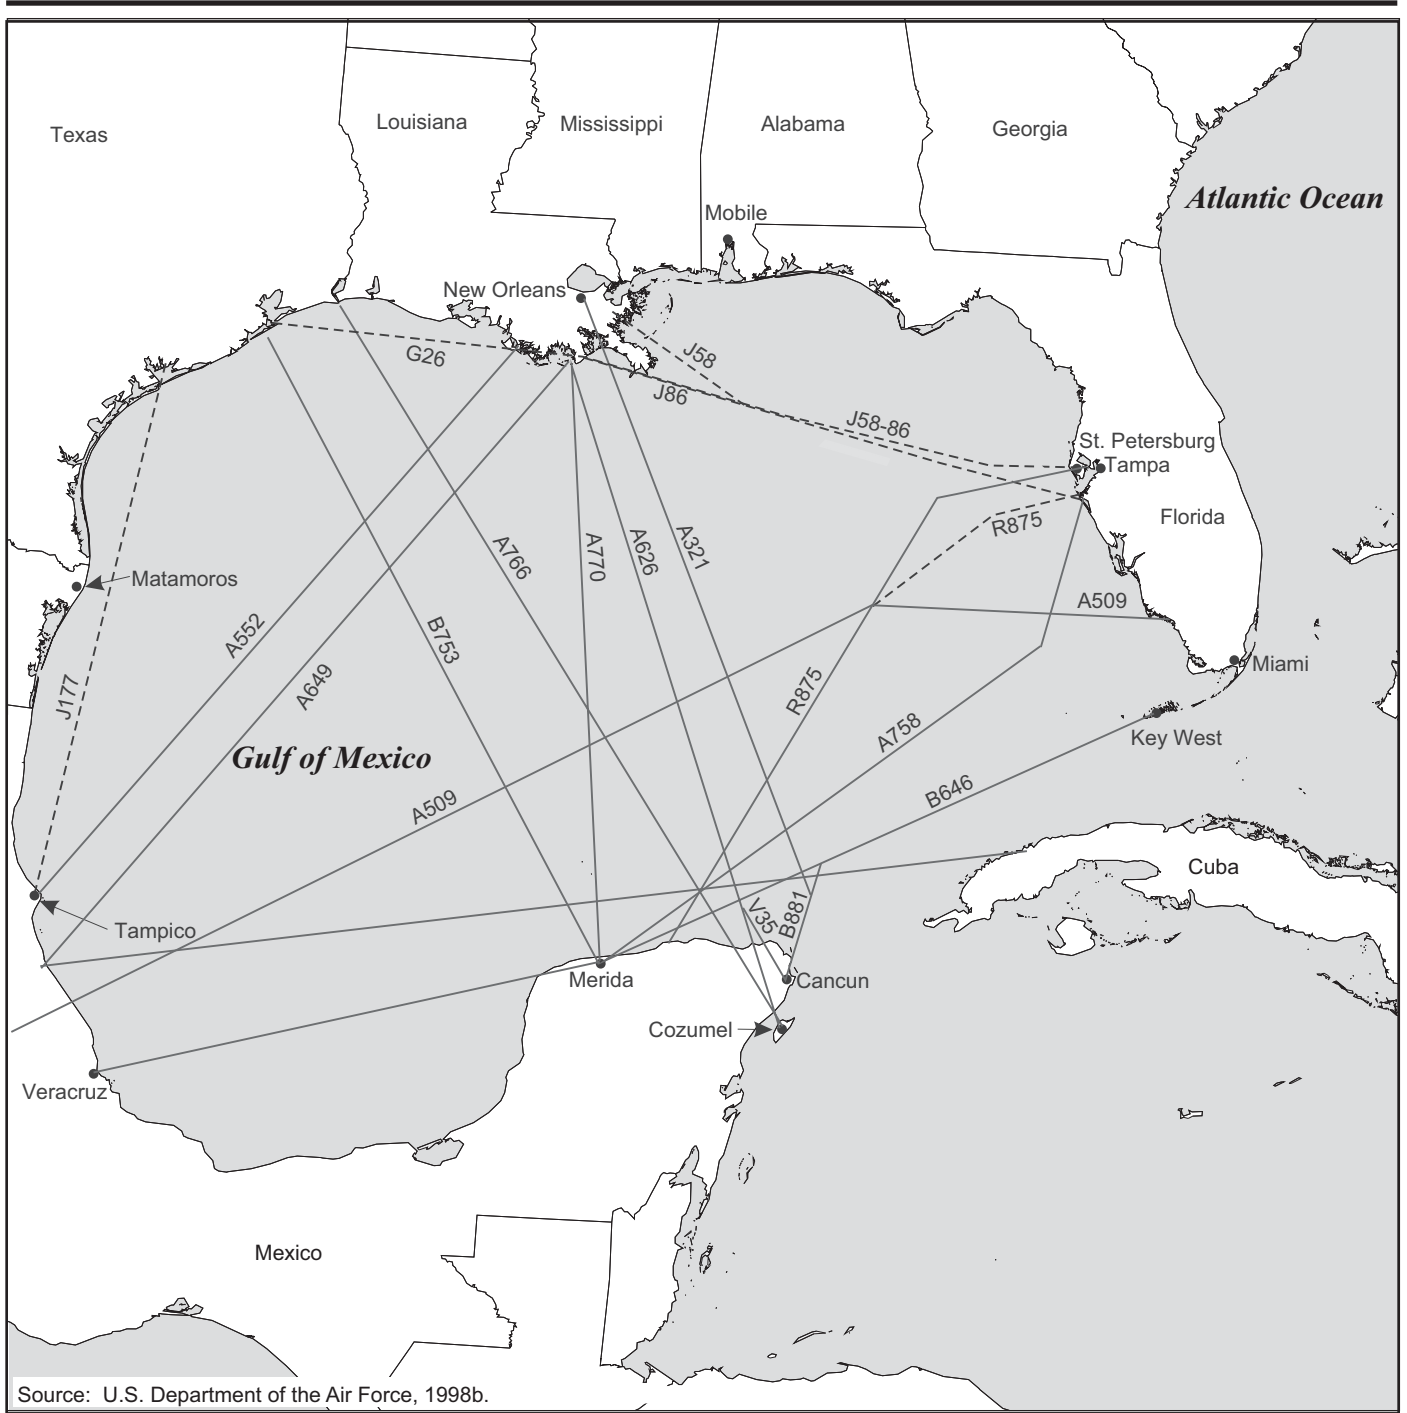 Texas
Louisiana
Mississippi
Alabama
Georgia
Atlantic Ocean
Mobile
New Orleans
G26
J58
J86
J58-86
St. Petersburg
Tampa
R875
Florida
A766
A770
A626
A321
Matamoros
A509
A552
B753
A649
Miami
J177
R875
A758
Key West
Gulf of Mexico
A509
B646
Cuba
V35
B881
Tampico
Merida
Cancun
Cozumel
Veracruz
Mexico
Source: U.S. Department of the Air Force, 1998b.